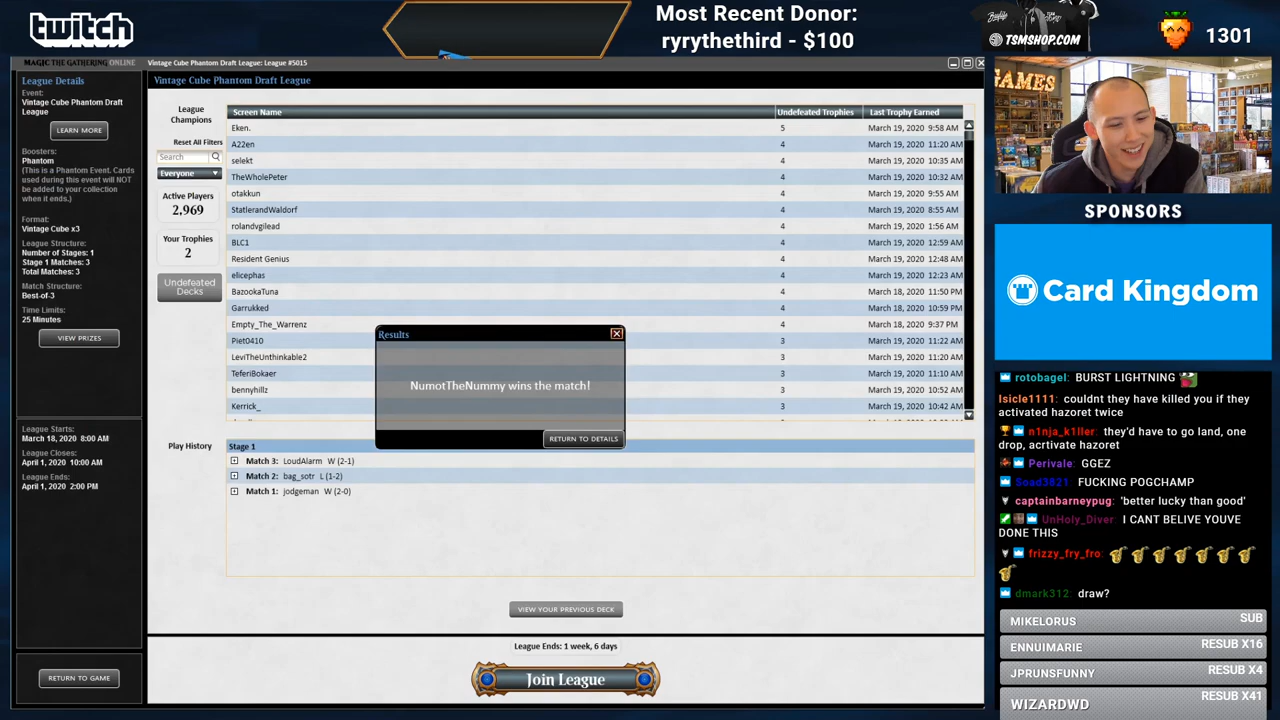 twitch
Most Recent Donor:
ryrythethird - $100
TSMSHOP.COM
1301
MAGIC THE GATHERING ONLINE
Vintage Cube Phantom Draft League: League #5015
League Details
Event:
Vintage Cube Phantom Draft
League
LEARN MORE
Boosters:
Phantom
(This is a Phantom Event. Cards
used during this event will NOT
be added to your collection
when it ends.)
Format:
Vintage Cube x3
League Structure:
Number of Stages: 1
Stage 1 Matches: 3
Total Matches: 3
Match Structure:
Best-of-3
Time Limits:
25 Minutes
VIEW PRIZES
League Starts:
March 18, 2020 8:00 AM
League Closes:
April 1, 2020 10:00 AM
League Ends:
April 1, 2020 2:00 PM
RETURN TO GAME
Vintage Cube Phantom Draft League
League
Champions
Reset All Filters
Search
Everyone
Active Players
2,969
Your Trophies
2
Undefeated
Decks
Screen Name Undefeated Trophies Last Trophy Earned
Eken. 5 March 19, 2020 9:58 AM
A22en 4 March 19, 2020 11:20 AM
selekt 4 March 19, 2020 10:35 AM
TheWholePeter 4 March 19, 2020 10:32 AM
otakkun 4 March 19, 2020 9:55 AM
StatlerandWaldorf 4 March 19, 2020 8:55 AM
rolandvgilead 4 March 19, 2020 1:56 AM
BLC1 4 March 19, 2020 12:59 AM
Resident Genius 4 March 19, 2020 12:48 AM
elicephas 4 March 19, 2020 12:23 AM
BazookaTuna 4 March 18, 2020 11:50 PM
Garrukked 4 March 18, 2020 10:59 PM
Empty_The_Warrenz 4 March 18, 2020 9:37 PM
Piet0410 3 March 19, 2020 11:22 AM
LeviTheUnthinkable2 3 March 19, 2020 11:20 AM
TeferiBokaer 3 March 19, 2020 11:10 AM
bennyhillz 3 March 19, 2020 10:52 AM
Kerrick_ 3 March 19, 2020 10:42 AM
Results
NumotTheNummy wins the match!
RETURN TO DETAILS
Play History
Stage 1
Match 3: LoudAlarm W (2-1)
Match 2: bag_sotr L (1-2)
Match 1: jodgeman W (2-0)
VIEW YOUR PREVIOUS DECK
League Ends: 1 week, 6 days
Join League
GAMES
SPONSORS
Card Kingdom
rotobagel: BURST LIGHTNING
Isicle1111: couldnt they have killed you if they
activated hazoret twice
n1nja_k1ller: they'd have to go land, one
drop, acrtivate hazoret
Perivale: GGEZ
Soad3821: FUCKING POGCHAMP
captainbarneypug: 'better lucky than good'
UnHoly_Diver: I CANT BELIVE YOUVE
DONE THIS
frizzy_fry_fro:
dmark312: draw?
MIKELORUS SUB
ENNUIMARIE RESUB X16
JPRUNSFUNNY RESUB X4
WIZARDWD RESUB X41